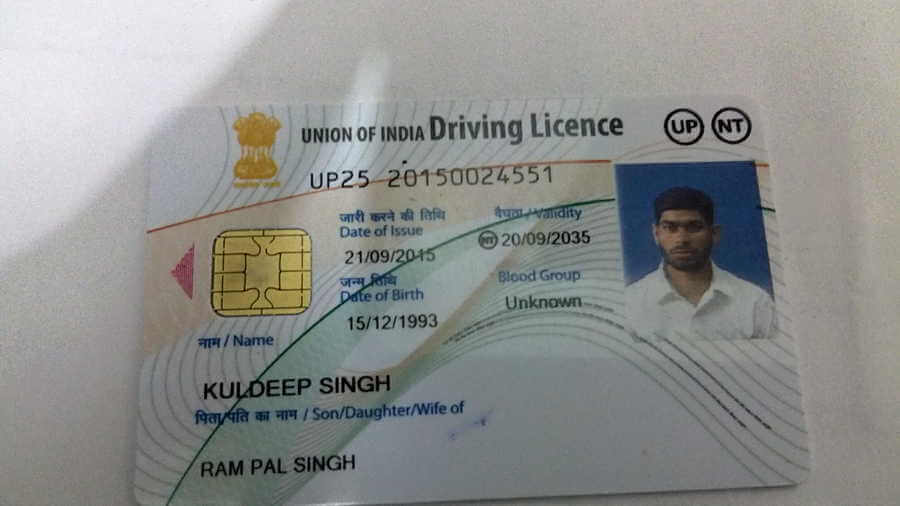 UNION OF INDIA Driving Licence
UP NT
UP25 20150024551
जारी करने की तिथि
Date of Issue
21/09/2015
वैधता / Validity
NT 20/09/2035
जन्म तिथि
Date of Birth
15/12/1993
Blood Group
Unknown
नाम / Name
KULDEEP SINGH
पिता/पति का नाम / Son/Daughter/Wife of
RAM PAL SINGH